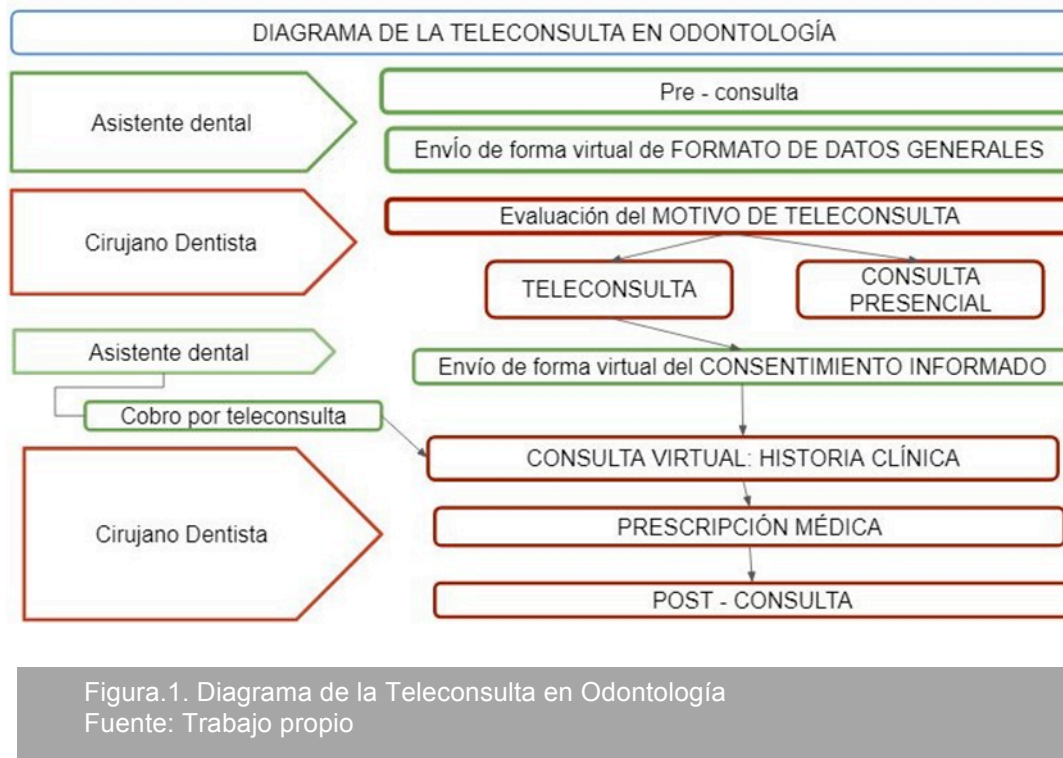 DIAGRAMA DE LA TELECONSULTA EN ODONTOLOGÍA
Asistente dental
Pre - consulta
Envío de forma virtual de FORMATO DE DATOS GENERALES
Cirujano Dentista
Evaluación del MOTIVO DE TELECONSULTA
TELECONSULTA
CONSULTA
PRESENCIAL
Asistente dental
Envío de forma virtual del CONSENTIMIENTO INFORMADO
Cobro por teleconsulta
Cirujano Dentista
CONSULTA VIRTUAL: HISTORIA CLÍNICA
PRESCRIPCIÓN MÉDICA
POST - CONSULTA
Figura.1. Diagrama de la Teleconsulta en Odontología
Fuente: Trabajo propio